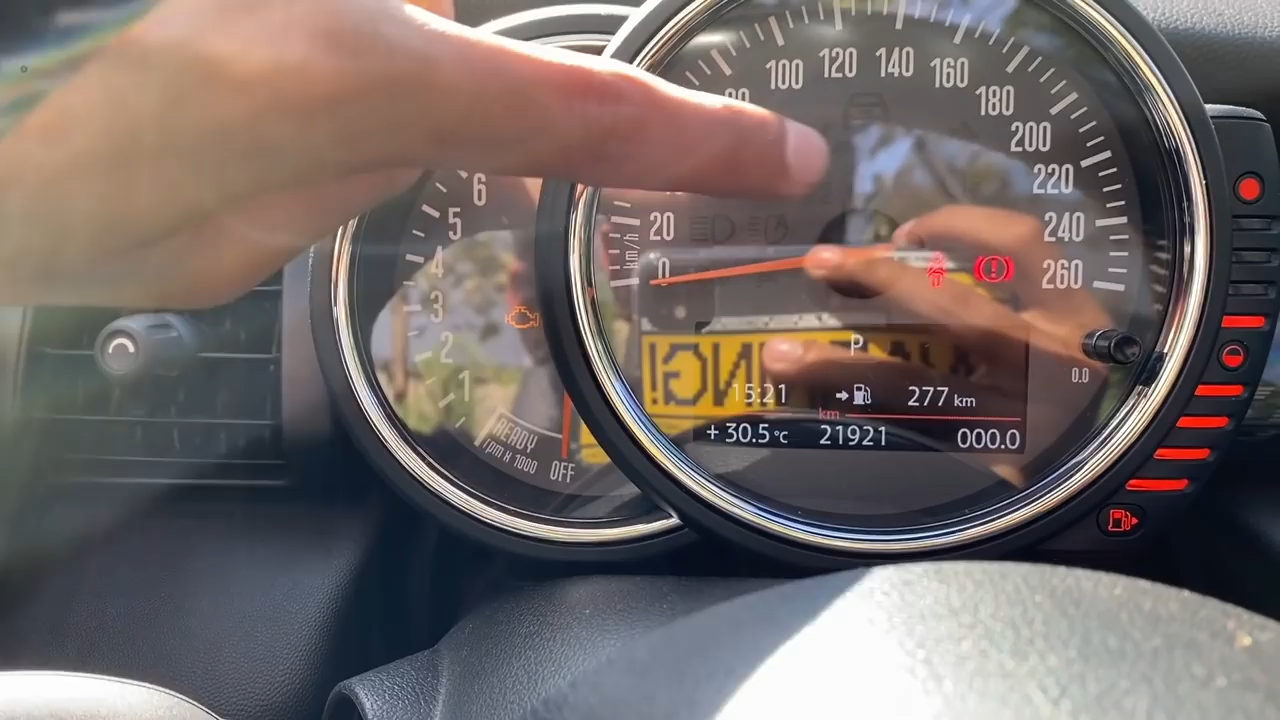 100 120 140 160 180 200 220 240 260
20
km/h
0
6
5
4
3
2
1
READY
rpm x 1000
OFF
P
15:21 277 km
km
+30.5°C 21921 000.0
0.0